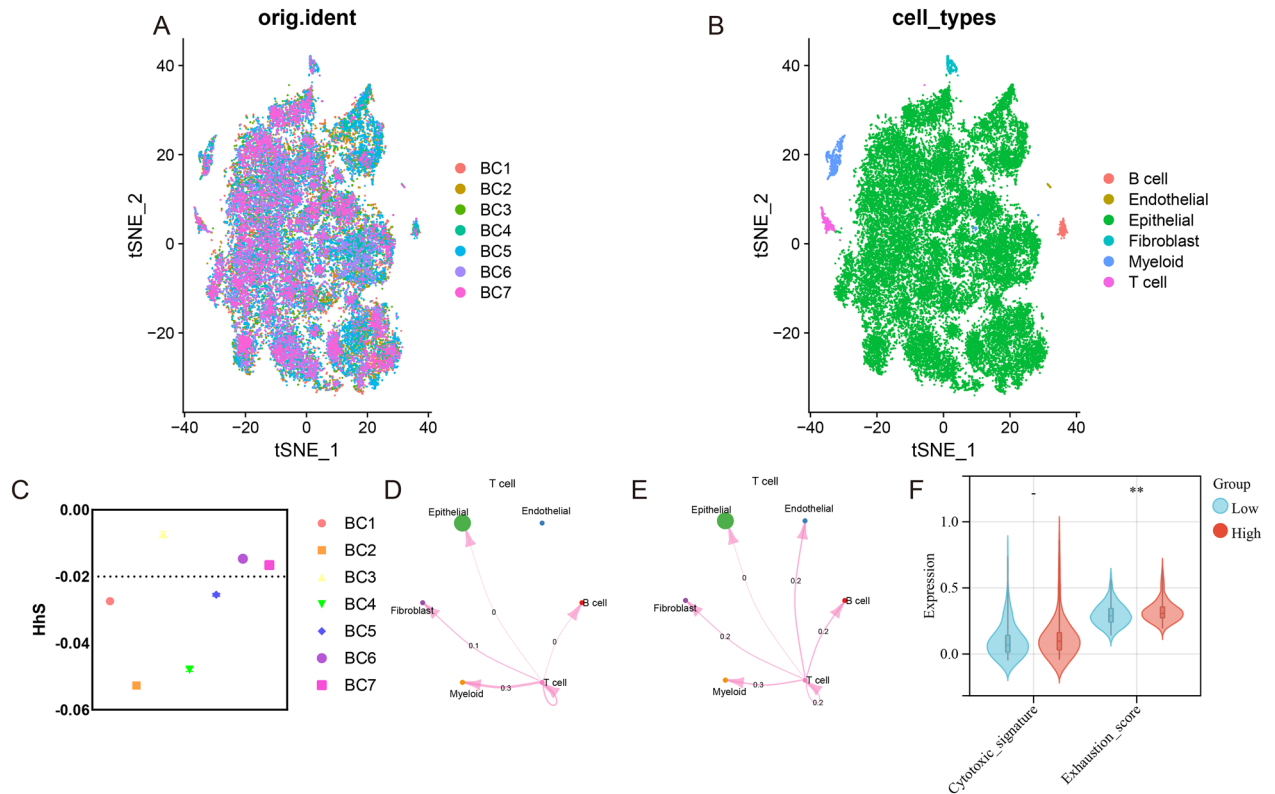 A
orig.ident
40
20
0
−20
−40
−20
0
20
40
tSNE_2
tSNE_1
BC1
BC2
BC3
BC4
BC5
BC6
BC7
B
cell_types
40
20
0
−20
−40
−20
0
20
40
tSNE_2
tSNE_1
B cell
Endothelial
Epithelial
Fibroblast
Myeloid
T cell
C
0.00
-0.02
-0.04
-0.06
HhS
BC1
BC2
BC3
BC4
BC5
BC6
BC7
D
T cell
Epithelial
Endothelial
Fibroblast
B cell
Myeloid
T cell
0
0
0.1
0.3
E
T cell
Epithelial
Endothelial
Fibroblast
B cell
Myeloid
T cell
0
0.2
0.2
0.2
0.3
0.2
F
-
**
1.0
0.5
0.0
Expression
Cytotoxic_signature
Exhaustion_score
Group
Low
High